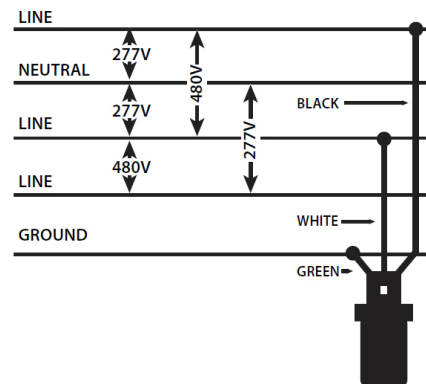 LINE
277V
480V
NEUTRAL
277V
277V
BLACK
LINE
480V
LINE
WHITE
GROUND
GREEN